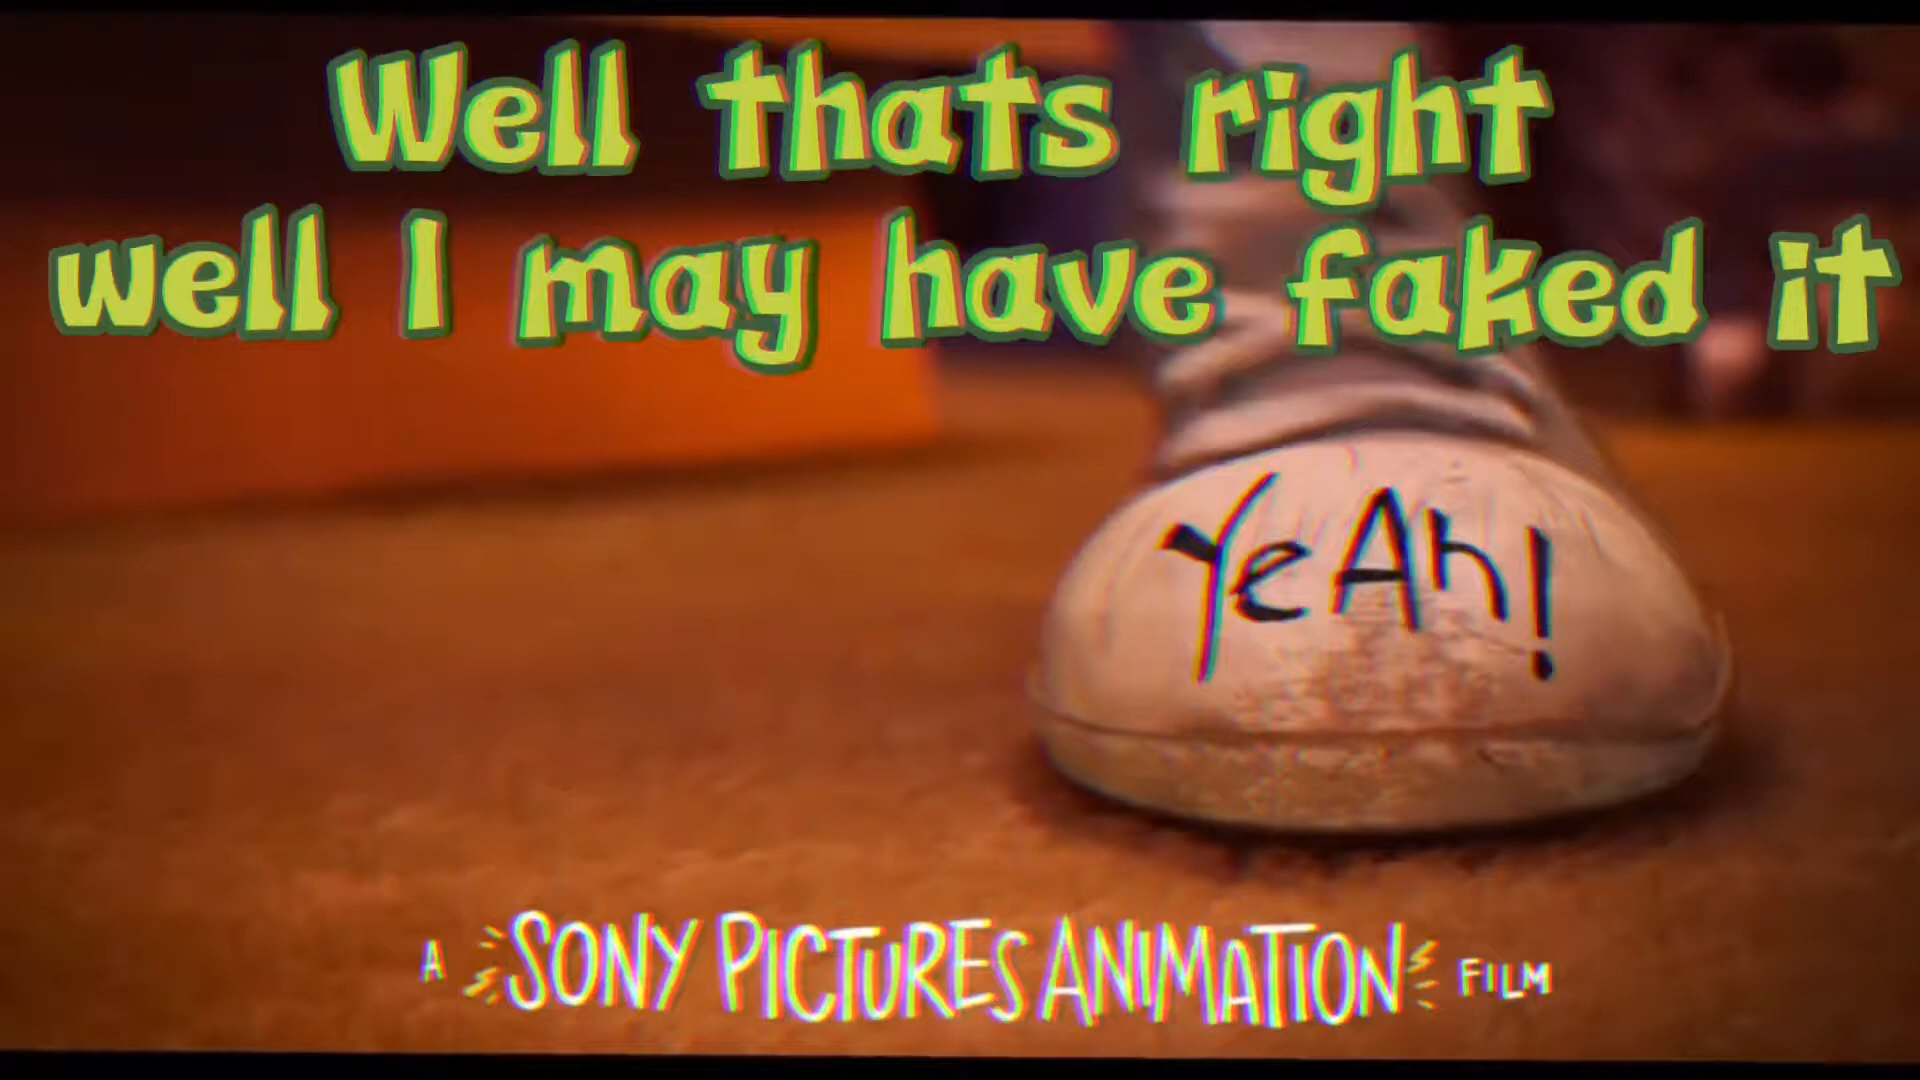 Well thats right
well I may have faked it
YeAh!
A SONY PICTURES ANIMATION FILM